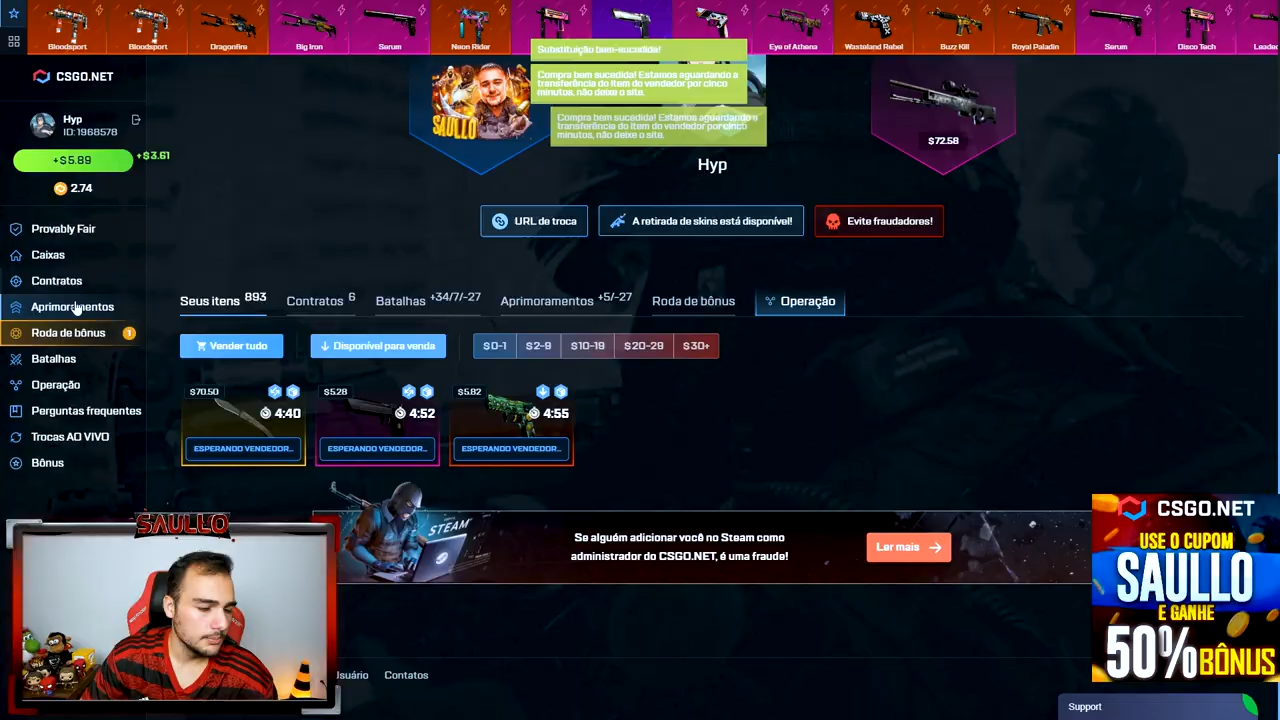 Bloodsport
Bloodsport
Dragonfire
Big Iron
Serum
Neon Rider
Eye of Athena
Wasteland Rebel
Buzz Kill
Royal Paladin
Serum
Disco Tech
CSGO.NET
Hyp
ID: 1968578
+$5.89
+$3.61
2.74
Provably Fair
Caixas
Contratos
Aprimoramentos
Roda de bônus 1
Batalhas
Operação
Perguntas frequentes
Trocas AO VIVO
Bônus
SAULLO
Substituição bem-sucedida!
Compra bem sucedida! Estamos aguardando a
transferência do item do vendedor por cinco
minutos, não deixe o site.
Compra bem sucedida! Estamos aguardando a
transferência do item do vendedor por cinco
minutos, não deixe o site.
$72.58
Hyp
URL de troca
A retirada de skins está disponível!
Evite fraudadores!
Seus itens 893
Contratos 6
Batalhas +34/7/-27
Aprimoramentos +5/-27
Roda de bônus
Operação
Vender tudo
Disponível para venda
$0-1
$2-9
$10-19
$20-29
$30+
$70.50
4:40
ESPERANDO VENDEDOR...
$5.28
4:52
ESPERANDO VENDEDOR...
$5.82
4:55
ESPERANDO VENDEDOR...
STEAM
Se alguém adicionar você no Steam como
administrador do CSGO.NET, é uma fraude!
Ler mais
SAULLO
CSGO.NET
USE O CUPOM
SAULLO
E GANHE
50% BÔNUS
Contatos
Support